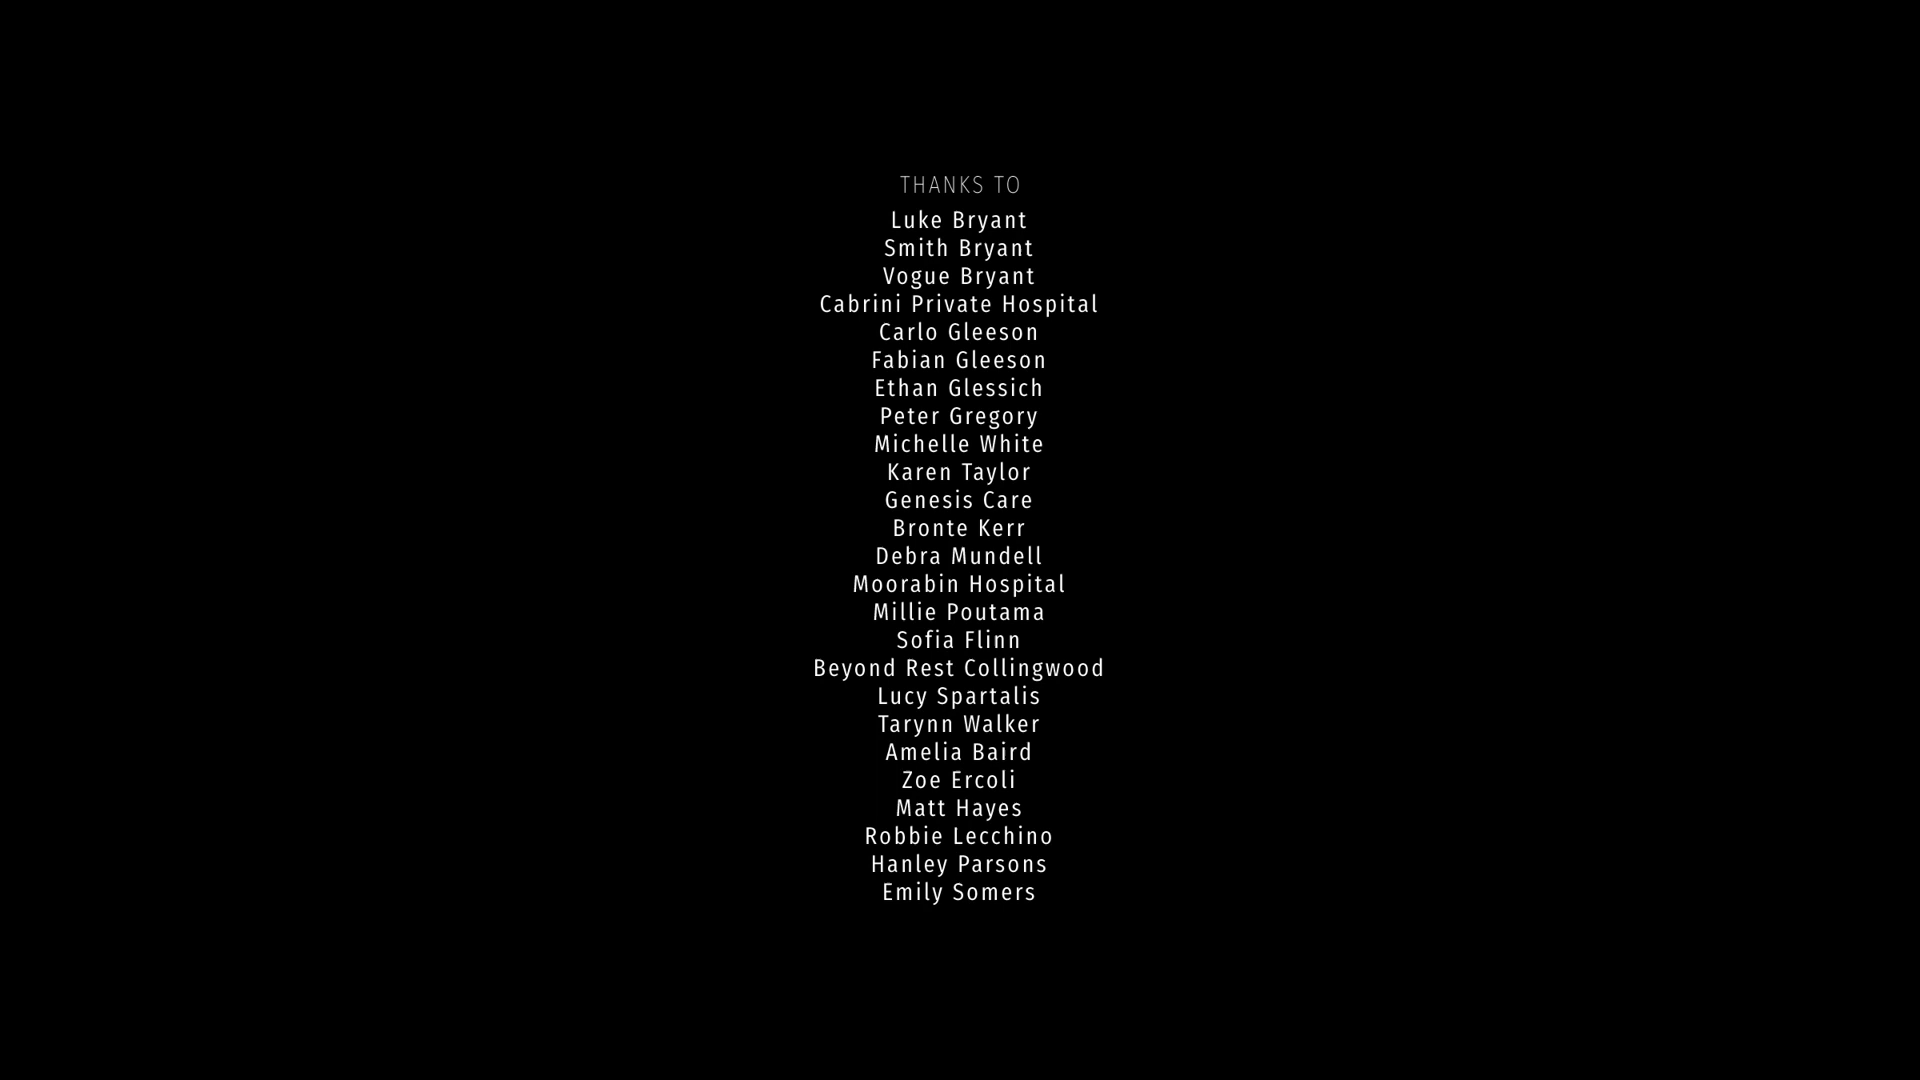 THANKS TO
Luke Bryant
Smith Bryant
Vogue Bryant
Cabrini Private Hospital
Carlo Gleeson
Fabian Gleeson
Ethan Glessich
Peter Gregory
Michelle White
Karen Taylor
Genesis Care
Bronte Kerr
Debra Mundell
Moorabin Hospital
Millie Poutama
Sofia Flinn
Beyond Rest Collingwood
Lucy Spartalis
Tarynn Walker
Amelia Baird
Zoe Ercoli
Matt Hayes
Robbie Lecchino
Hanley Parsons
Emily Somers